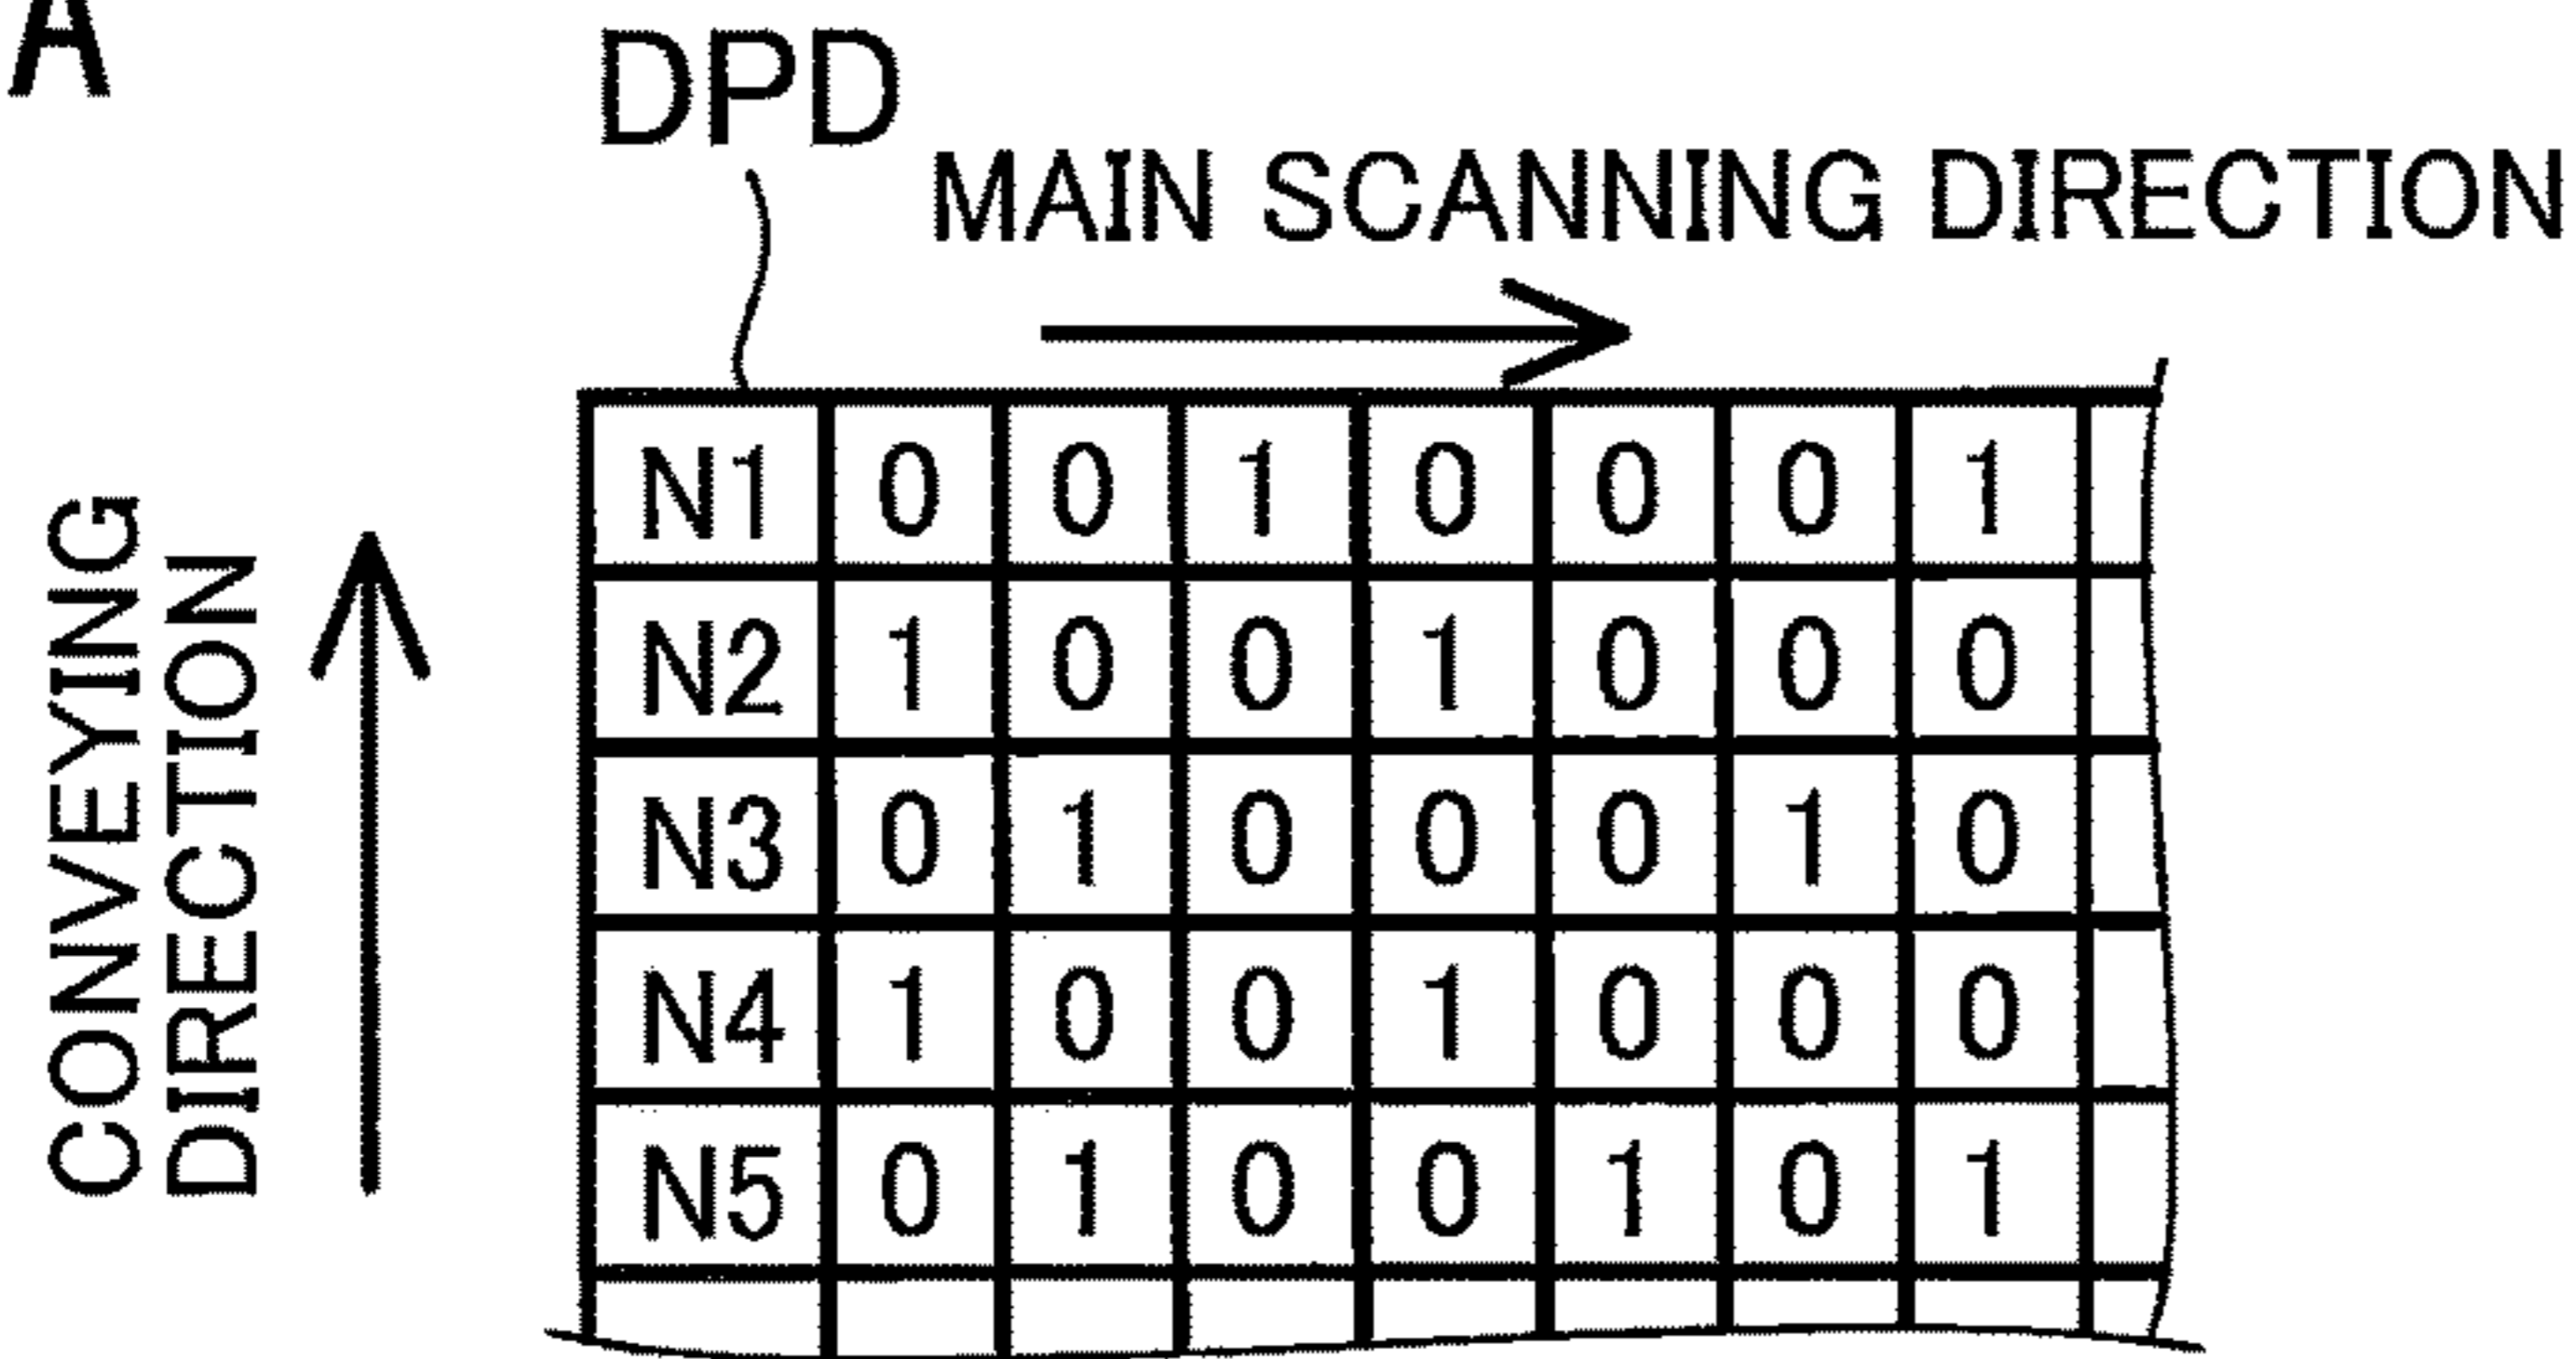 A
DPD
MAIN SCANNING DIRECTION
CONVEYING
DIRECTION
N1 0 0 1 0 0 0 1
N2 1 0 0 1 0 0 0
N3 0 1 0 0 0 1 0
N4 1 0 0 1 0 0 0
N5 0 1 0 0 1 0 1